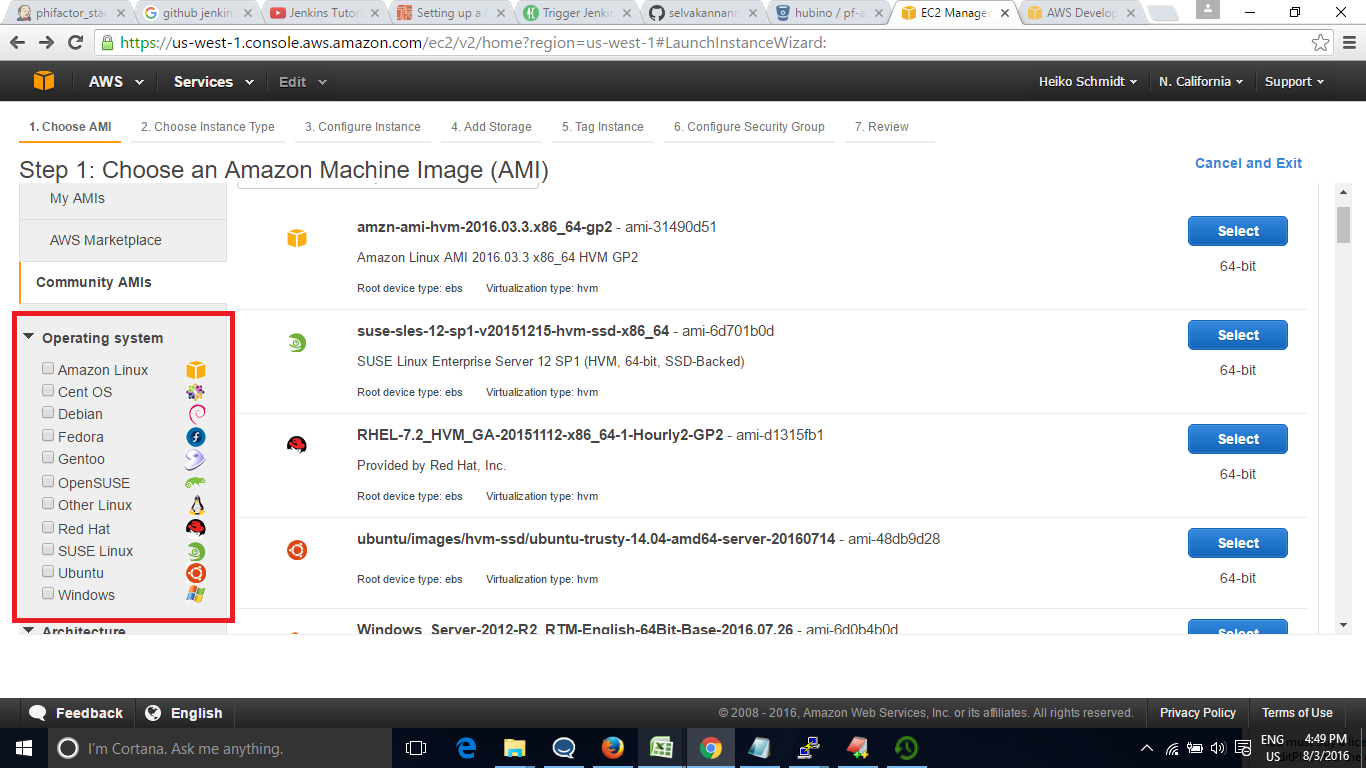 phifactor_sta
github jenkin
Jenkins Tutor
Setting up a
Trigger Jenki
selvakannann
hubino / pf-a
EC2 Manager
AWS Develop
https://us-west-1.console.aws.amazon.com/ec2/v2/home?region=us-west-1#LaunchInstanceWizard:
AWS Services Edit Heiko Schmidt N. California Support
1. Choose AMI 2. Choose Instance Type 3. Configure Instance 4. Add Storage 5. Tag Instance 6. Configure Security Group 7. Review
Step 1: Choose an Amazon Machine Image (AMI)
Cancel and Exit
My AMIs
AWS Marketplace
Community AMIs
Operating system
Amazon Linux
Cent OS
Debian
Fedora
Gentoo
OpenSUSE
Other Linux
Red Hat
SUSE Linux
Ubuntu
Windows
Architecture
amzn-ami-hvm-2016.03.3.x86_64-gp2 - ami-31490d51
Amazon Linux AMI 2016.03.3 x86_64 HVM GP2
Root device type: ebs Virtualization type: hvm
Select
64-bit
suse-sles-12-sp1-v20151215-hvm-ssd-x86_64 - ami-6d701b0d
SUSE Linux Enterprise Server 12 SP1 (HVM, 64-bit, SSD-Backed)
Root device type: ebs Virtualization type: hvm
Select
64-bit
RHEL-7.2_HVM_GA-20151112-x86_64-1-Hourly2-GP2 - ami-d1315fb1
Provided by Red Hat, Inc.
Root device type: ebs Virtualization type: hvm
Select
64-bit
ubuntu/images/hvm-ssd/ubuntu-trusty-14.04-amd64-server-20160714 - ami-48db9d28
Root device type: ebs Virtualization type: hvm
Select
64-bit
Windows_Server-2012-R2_RTM-English-64Bit-Base-2016.07.26 - ami-6d0b4b0d
Select
Feedback English © 2008 - 2016, Amazon Web Services, Inc. or its affiliates. All rights reserved. Privacy Policy Terms of Use
I'm Cortana. Ask me anything.
ENG
US
4:49 PM
8/3/2016